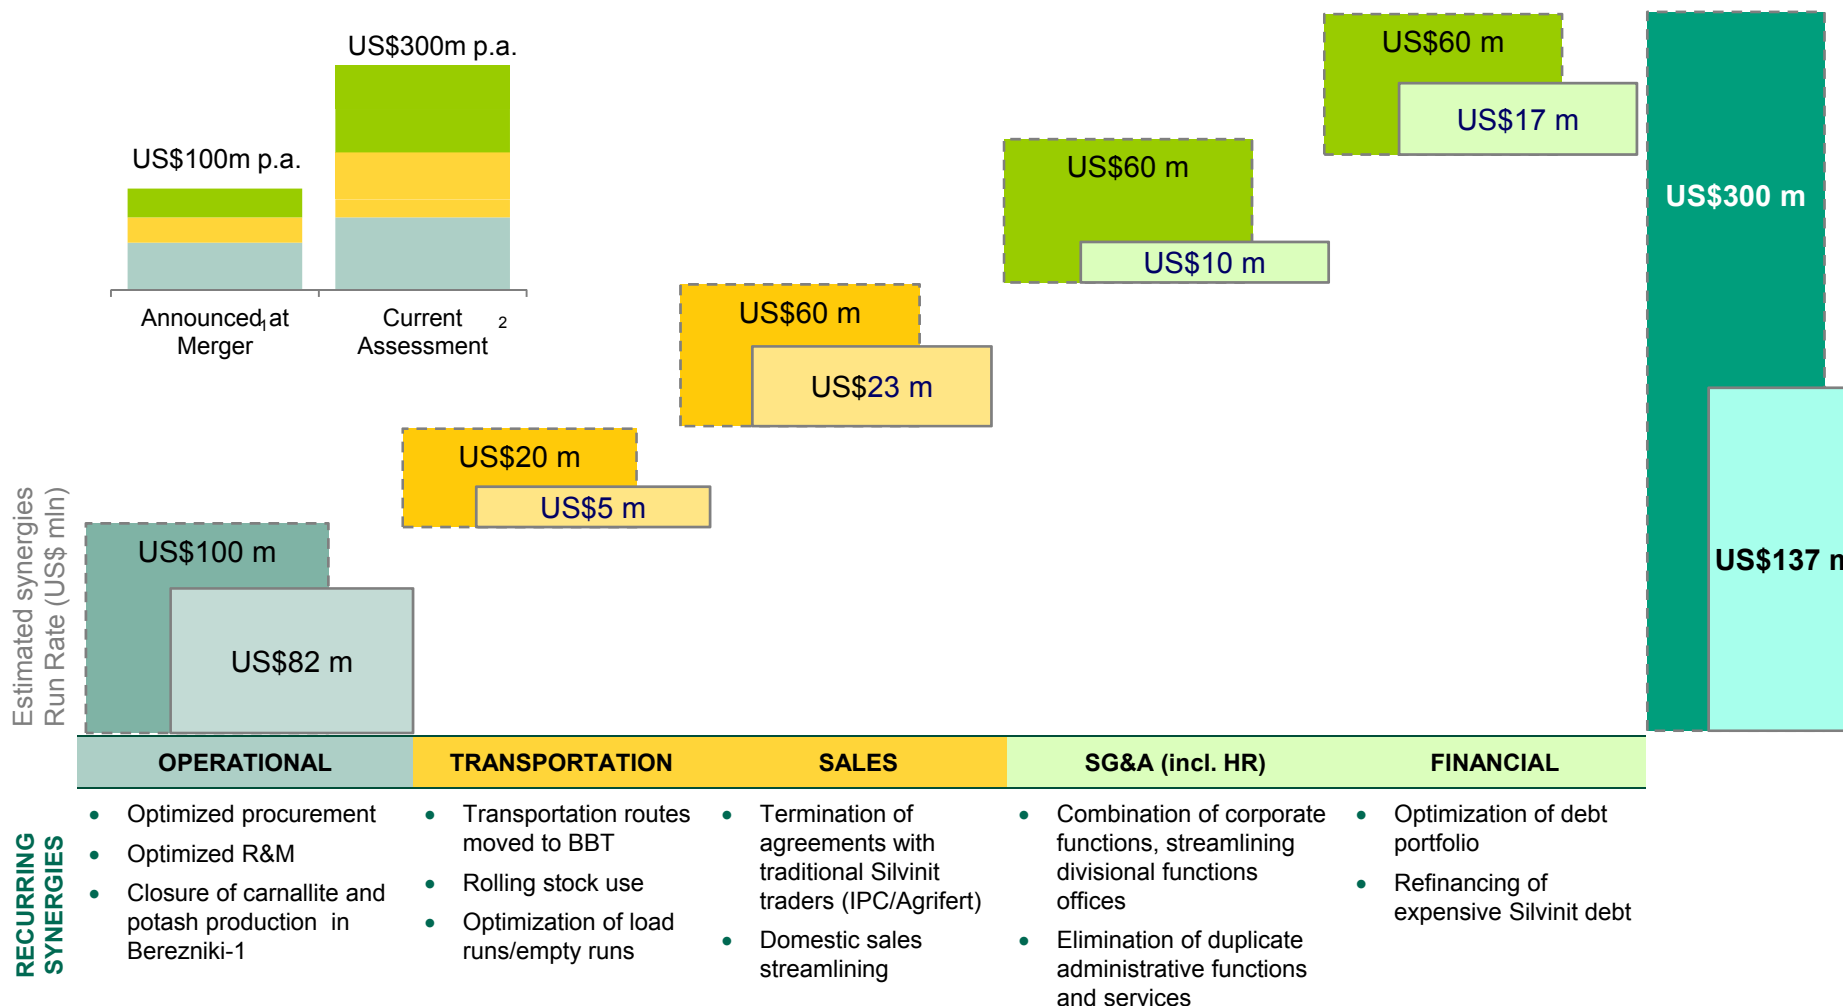 US$300m p.a.
US$100m p.a.
Announced at
Merger
1
Current
Assessment
2
US$60 m
US$17 m
US$60 m
US$10 m
US$60 m
US$23 m
US$20 m
US$5 m
US$100 m
US$82 m
US$300 m
US$137 m
Estimated synergies
Run Rate (US$ mln)
OPERATIONAL
TRANSPORTATION
SALES
SG&A (incl. HR)
FINANCIAL
RECURRING
SYNERGIES
• Optimized procurement
• Optimized R&M
• Closure of carnallite and
potash production in
Berezniki-1
• Transportation routes
moved to BBT
• Rolling stock use
• Optimization of load
runs/empty runs
• Termination of
agreements with
traditional Silvinit
traders (IPC/Agrifert)
• Domestic sales
streamlining
• Combination of corporate
functions, streamlining
divisional functions
offices
• Elimination of duplicate
administrative functions
and services
• Optimization of debt
portfolio
• Refinancing of
expensive Silvinit debt